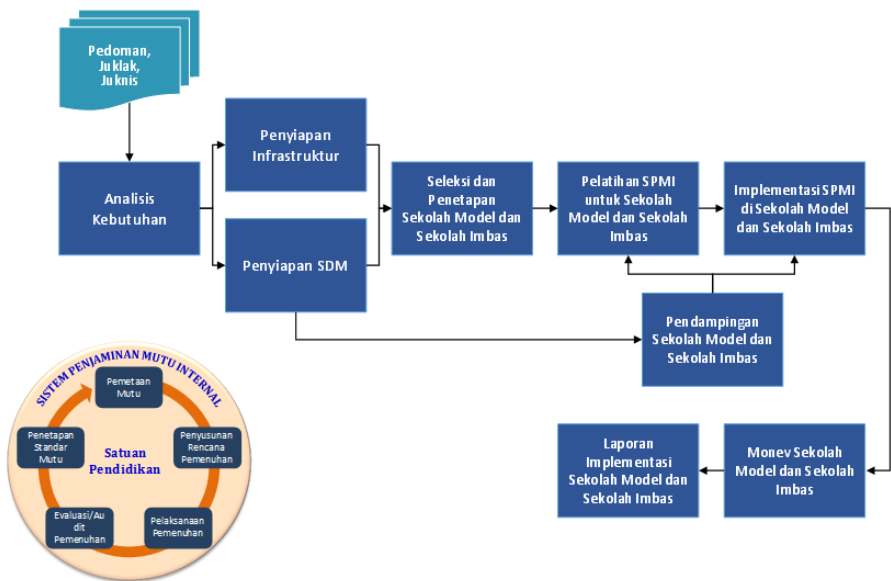 Pedoman,
Juklak,
Juknis
Analisis
Kebutuhan
Penyiapan
Infrastruktur
Penyiapan SDM
Seleksi dan
Penetapan
Sekolah Model dan
Sekolah Imbas
Pelatihan SPMI
untuk Sekolah
Model dan Sekolah
Imbas
Implementasi SPMI
di Sekolah Model
dan Sekolah Imbas
Pendampingan
Sekolah Model dan
Sekolah Imbas
Laporan
Implementasi
Sekolah Model dan
Sekolah Imbas
Monev Sekolah
Model dan Sekolah
Imbas
SISTEM PENJAMINAN MUTU INTERNAL
Pemetaan
Mutu
Penyusunan
Rencana
Pemenuhan
Pelaksanaan
Pemenuhan
Evaluasi/Au
dit
Pemenuhan
Penetapan
Standar
Mutu
Satuan
Pendidikan